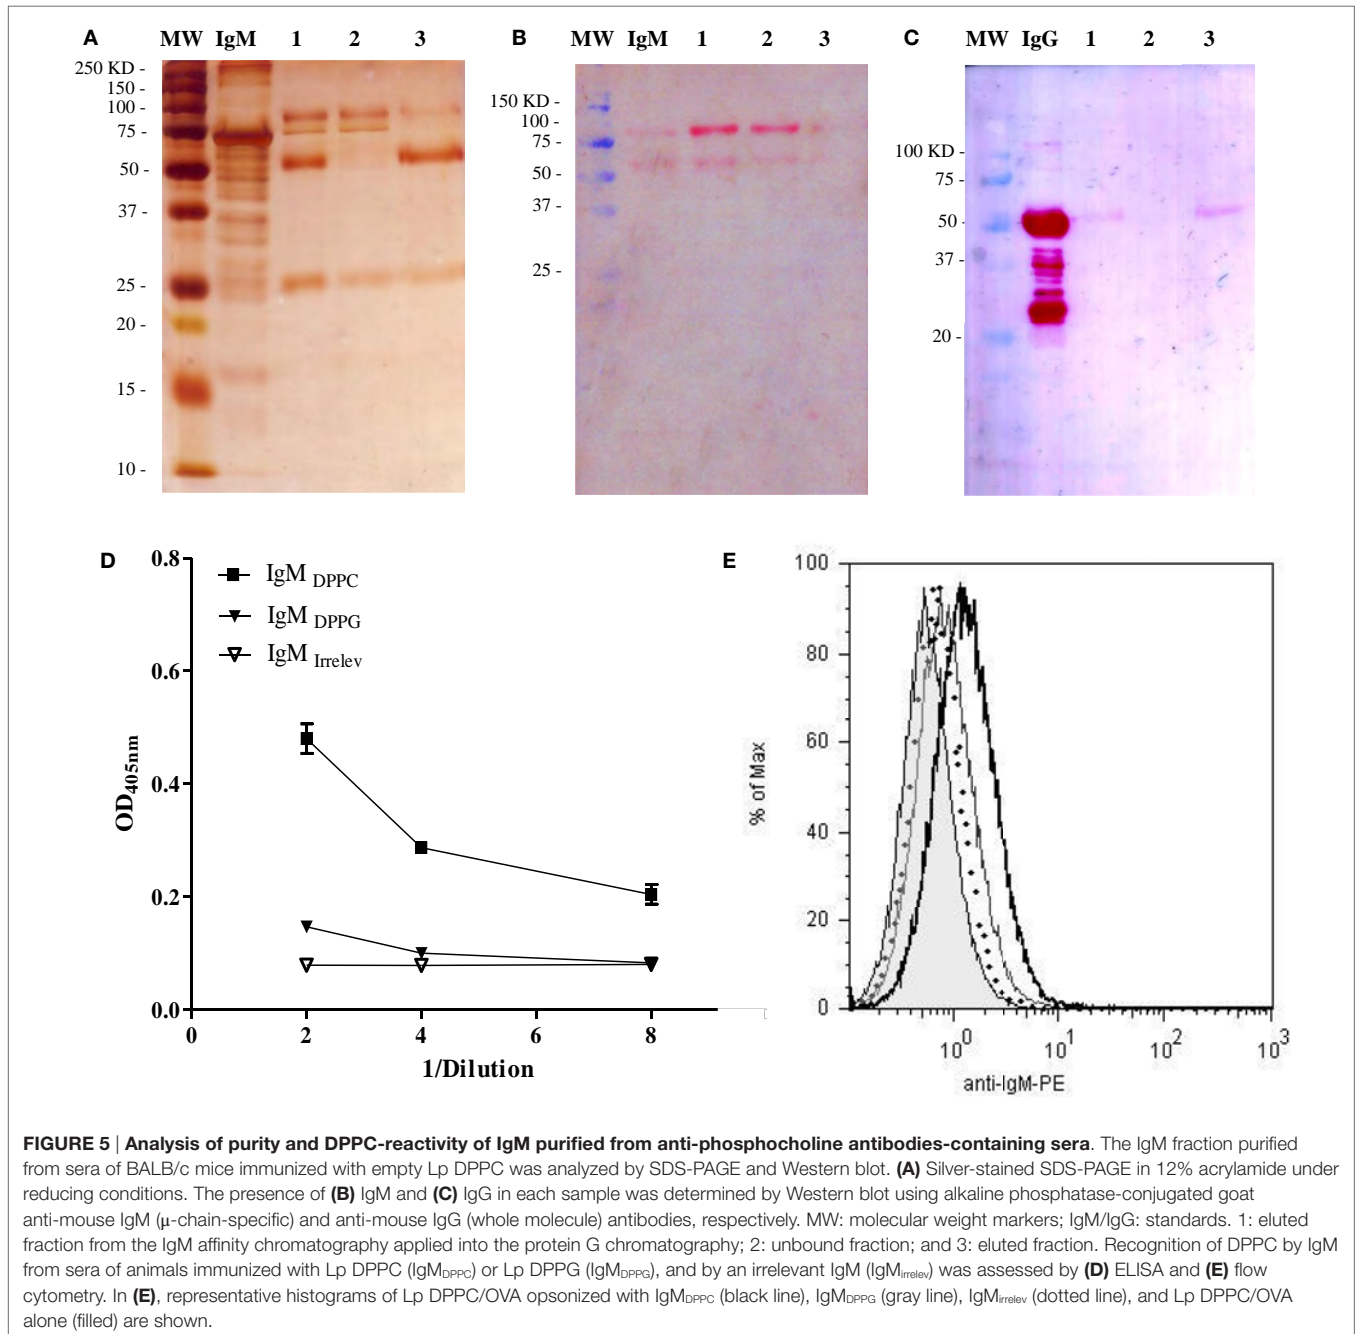 A MW IgM 1 2 3
250 KD -
150 -
100 -
75 -
50 -
37 -
25 -
20 -
15 -
10 -
B MW IgM 1 2 3
150 KD -
100 -
75 -
50 -
37 -
25 -
C MW IgG 1 2 3
100 KD -
75 -
50 -
37 -
20 -
D
IgM DPPC
IgM DPPG
IgM Irrelev
OD405nm
0.8
0.6
0.4
0.2
0.0
0 2 4 6 8
1/Dilution
E
% of Max
100
80
60
40
20
0
10⁰ 10¹ 10² 10³
anti-IgM-PE
FIGURE 5 | Analysis of purity and DPPC-reactivity of IgM purified from anti-phosphocholine antibodies-containing sera. The IgM fraction purified
from sera of BALB/c mice immunized with empty Lp DPPC was analyzed by SDS-PAGE and Western blot. (A) Silver-stained SDS-PAGE in 12% acrylamide under
reducing conditions. The presence of (B) IgM and (C) IgG in each sample was determined by Western blot using alkaline phosphatase-conjugated goat
anti-mouse IgM (μ-chain-specific) and anti-mouse IgG (whole molecule) antibodies, respectively. MW: molecular weight markers; IgM/IgG: standards. 1: eluted
fraction from the IgM affinity chromatography applied into the protein G chromatography; 2: unbound fraction; and 3: eluted fraction. Recognition of DPPC by IgM
from sera of animals immunized with Lp DPPC (IgMDPPC) or Lp DPPG (IgMDPPG), and by an irrelevant IgM (IgMirrelev) was assessed by (D) ELISA and (E) flow
cytometry. In (E), representative histograms of Lp DPPC/OVA opsonized with IgMDPPC (black line), IgMDPPG (gray line), IgMirrelev (dotted line), and Lp DPPC/OVA
alone (filled) are shown.